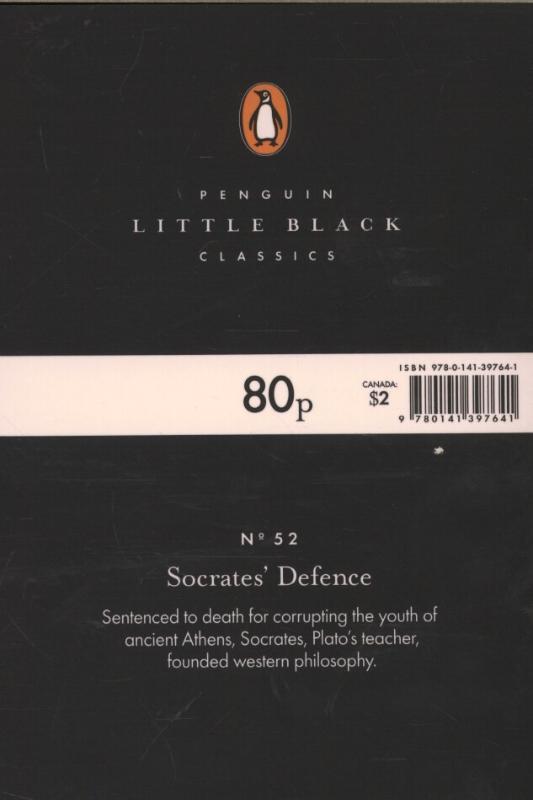 PENGUIN
LITTLE BLACK
CLASSICS
ISBN 978-0-141-39764-1
80p
CANADA:
$2
9 780141 397641
Nº 52
Socrates' Defence
Sentenced to death for corrupting the youth of
ancient Athens, Socrates, Plato's teacher,
founded western philosophy.